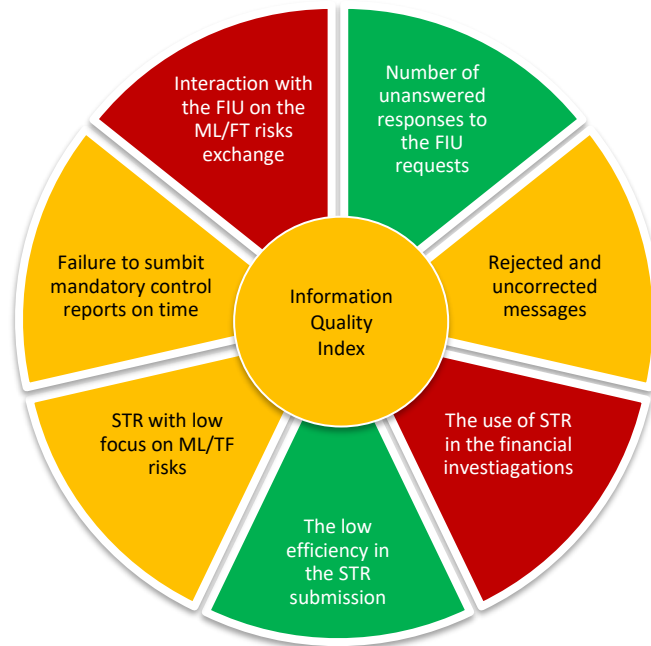 Interaction with
the FIU on the
ML/FT risks
exchange
Number of
unanswered
responses to
the FIU
requests
Failure to sumbit
mandatory control
reports on time
Information
Quality
Index
Rejected and
uncorrected
messages
STR with low
focus on ML/TF
risks
The use of STR
in the financial
investiagations
The low
efficiency in
the STR
submission